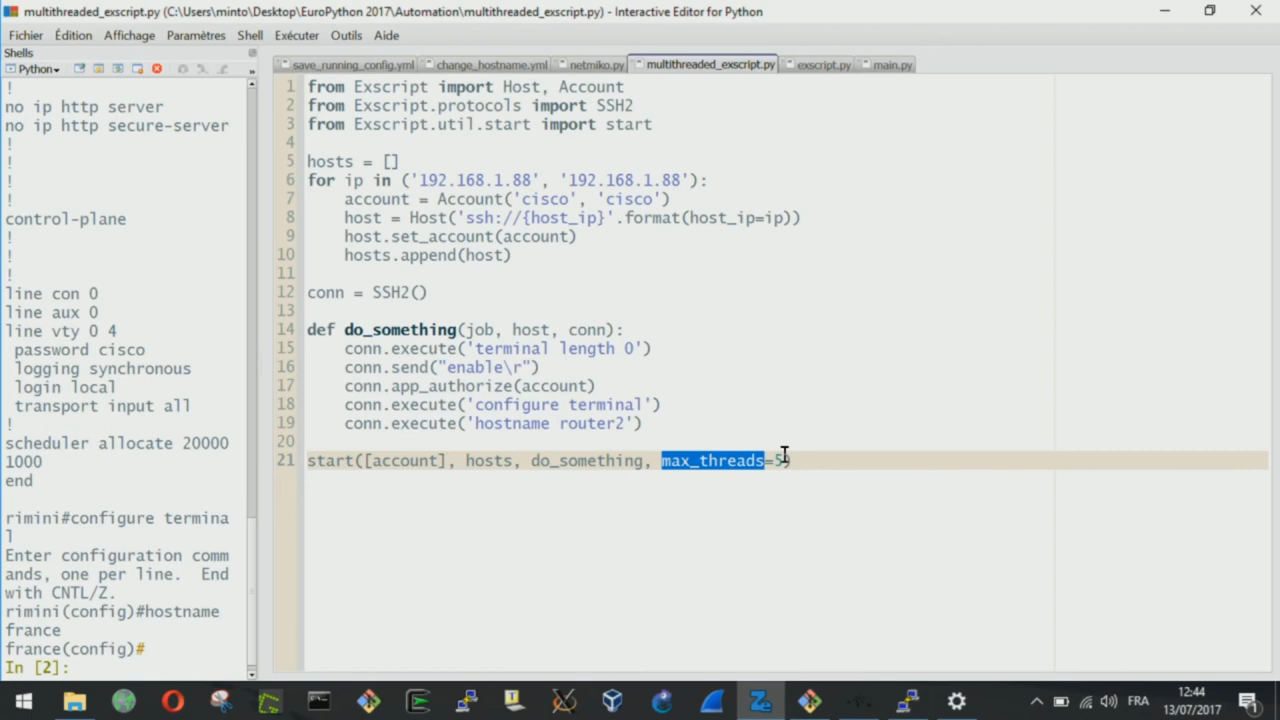 multithreaded_exscript.py (C:\Users\minto\Desktop\EuroPython 2017\Automation\multithreaded_exscript.py) - Interactive Editor for Python
Fichier Édition Affichage Paramètres Shell Exécuter Outils Aide
Shells
Python
!
no ip http server
no ip http secure-server
!
!
!
!
control-plane
!
!
!
line con 0
line aux 0
line vty 0 4
password cisco
logging synchronous
login local
transport input all
!
scheduler allocate 20000
1000
end
rimini#configure termina
l
Enter configuration comm
ands, one per line.  End
with CNTL/Z.
rimini(config)#hostname
france
france(config)#
In [2]:
save_running_config.yml change_hostname.yml netmiko.py multithreaded_exscript.py exscript.py main.py
1 from Exscript import Host, Account
2 from Exscript.protocols import SSH2
3 from Exscript.util.start import start
4
5 hosts = []
6 for ip in ('192.168.1.88', '192.168.1.88'):
7     account = Account('cisco', 'cisco')
8     host = Host('ssh://{host_ip}'.format(host_ip=ip))
9     host.set_account(account)
10     hosts.append(host)
11
12 conn = SSH2()
13
14 def do_something(job, host, conn):
15     conn.execute('terminal length 0')
16     conn.send("enable\r")
17     conn.app_authorize(account)
18     conn.execute('configure terminal')
19     conn.execute('hostname router2')
20
21 start([account], hosts, do_something, max_threads=5)
FRA
12:44
13/07/2017
1